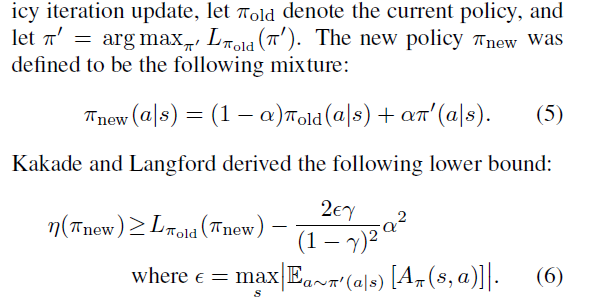 icy iteration update, let π_old denote the current policy, and
let π′ = arg max_π′ L_π_old(π′). The new policy π_new was
defined to be the following mixture:
π_new(a|s) = (1 − α)π_old(a|s) + απ′(a|s). (5)
Kakade and Langford derived the following lower bound:
η(π_new) ≥ L_π_old(π_new) − 2ϵγ / (1 − γ)² α²
where ϵ = max_s |𝔼_a∼π′(a|s) [A_π(s, a)]|. (6)